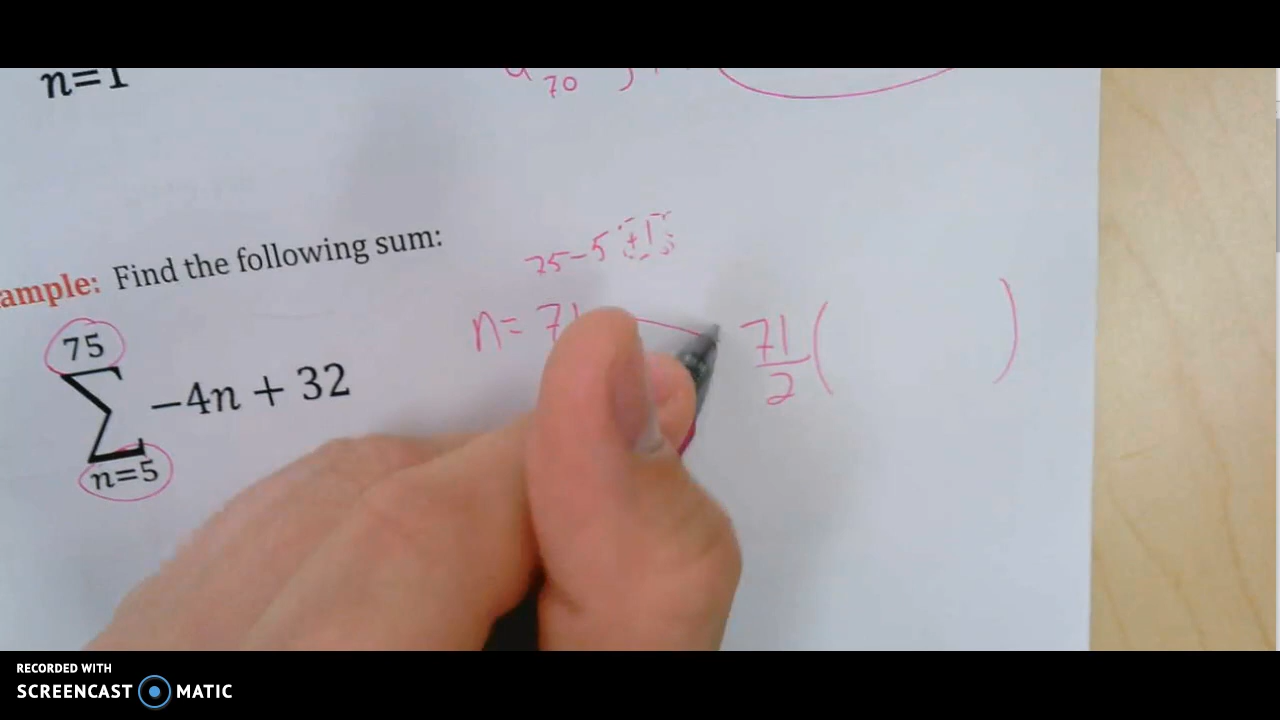 n=1
70
ample: Find the following sum:
75-5+1
75
∑ -4n + 32
n=5
n= 71
71/2 ( )
RECORDED WITH
SCREENCAST MATIC